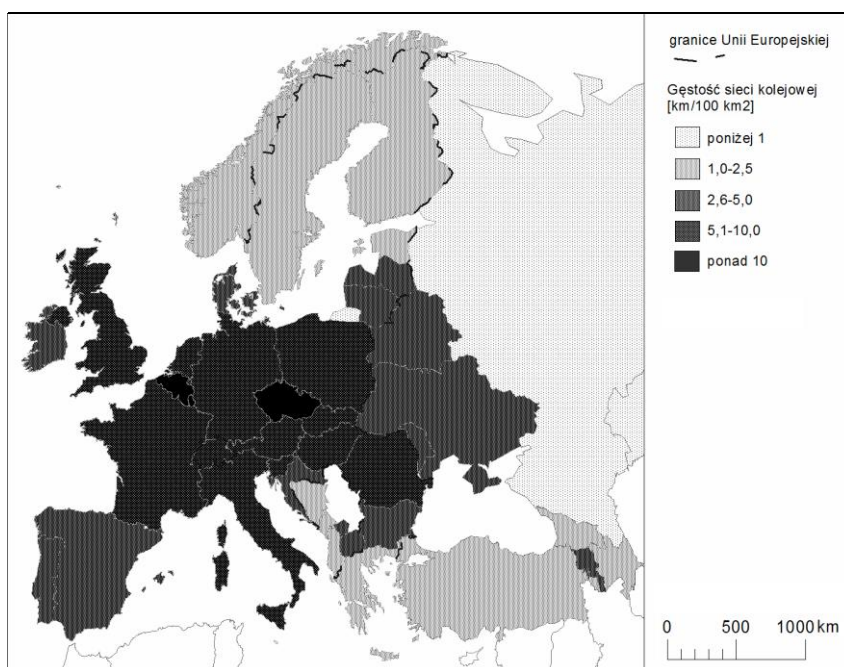 granice Unii Europejskiej
Gęstość sieci kolejowej
[km/100 km2]
poniżej 1
1,0-2,5
2,6-5,0
5,1-10,0
ponad 10
0 500 1000 km